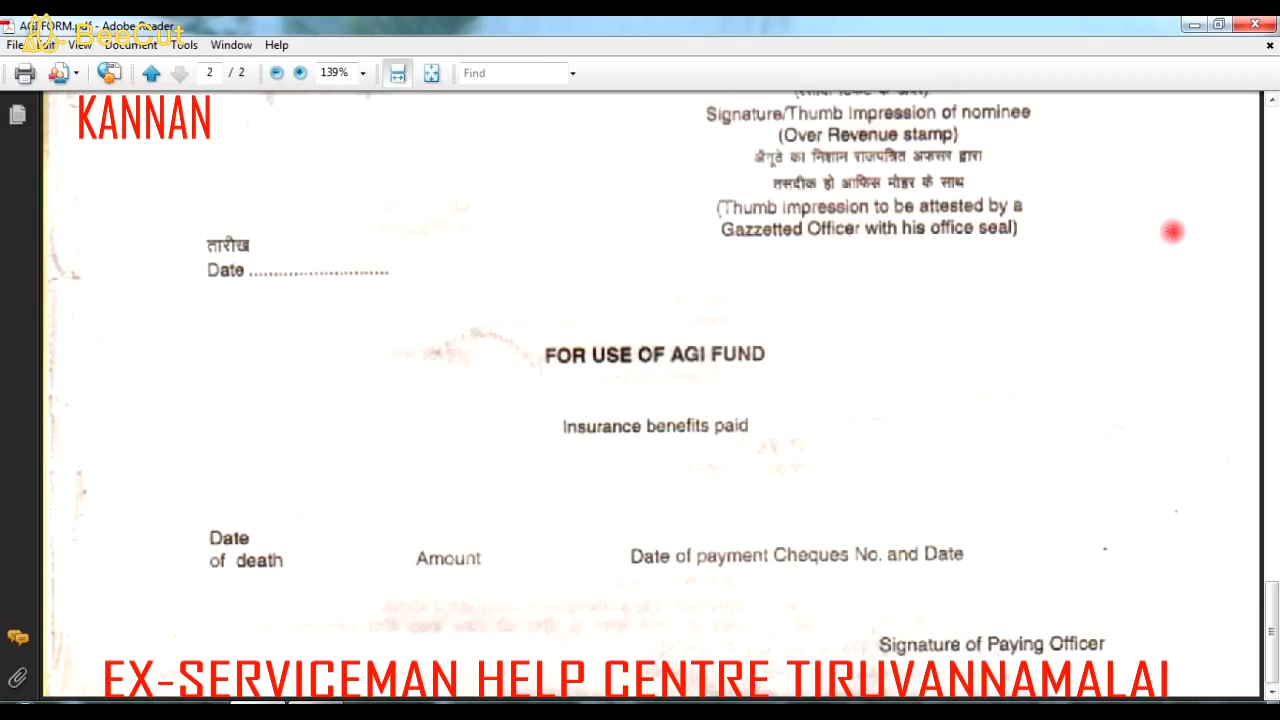 AGI FORM.pdf - Adobe Reader
BeeCut
File Edit View Document Tools Window Help
2 / 2 139% Find
KANNAN
Signature/Thumb Impression of nominee
(Over Revenue stamp)
अँगूठे का निशान राजपत्रित अफसर द्वारा
तसदीक हो आफिस मोहर के साथ
(Thumb impression to be attested by a
Gazzetted Officer with his office seal)
तारीख
Date ............................
FOR USE OF AGI FUND
Insurance benefits paid
Date
of death Amount Date of payment Cheques No. and Date
Signature of Paying Officer
EX-SERVICEMAN HELP CENTRE TIRUVANNAMALAI